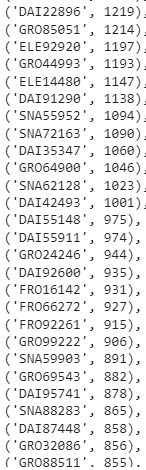 ('DAI22896', 1219),
('GRO85051', 1214),
('ELE92920', 1197),
('GRO44993', 1193),
('ELE14480', 1147),
('DAI91290', 1138),
('SNA55952', 1094),
('SNA72163', 1090),
('DAI35347', 1060),
('GRO64900', 1046),
('SNA62128', 1023),
('DAI42493', 1001),
('DAI55148', 975),
('DAI55911', 974),
('GRO24246', 944),
('DAI92600', 935),
('FRO16142', 931),
('FRO66272', 927),
('FRO92261', 915),
('GRO99222', 906),
('SNA59903', 891),
('GRO69543', 882),
('DAI95741', 878),
('SNA88283', 865),
('DAI87448', 858),
('GRO32086', 856),
('GRO88511', 855),